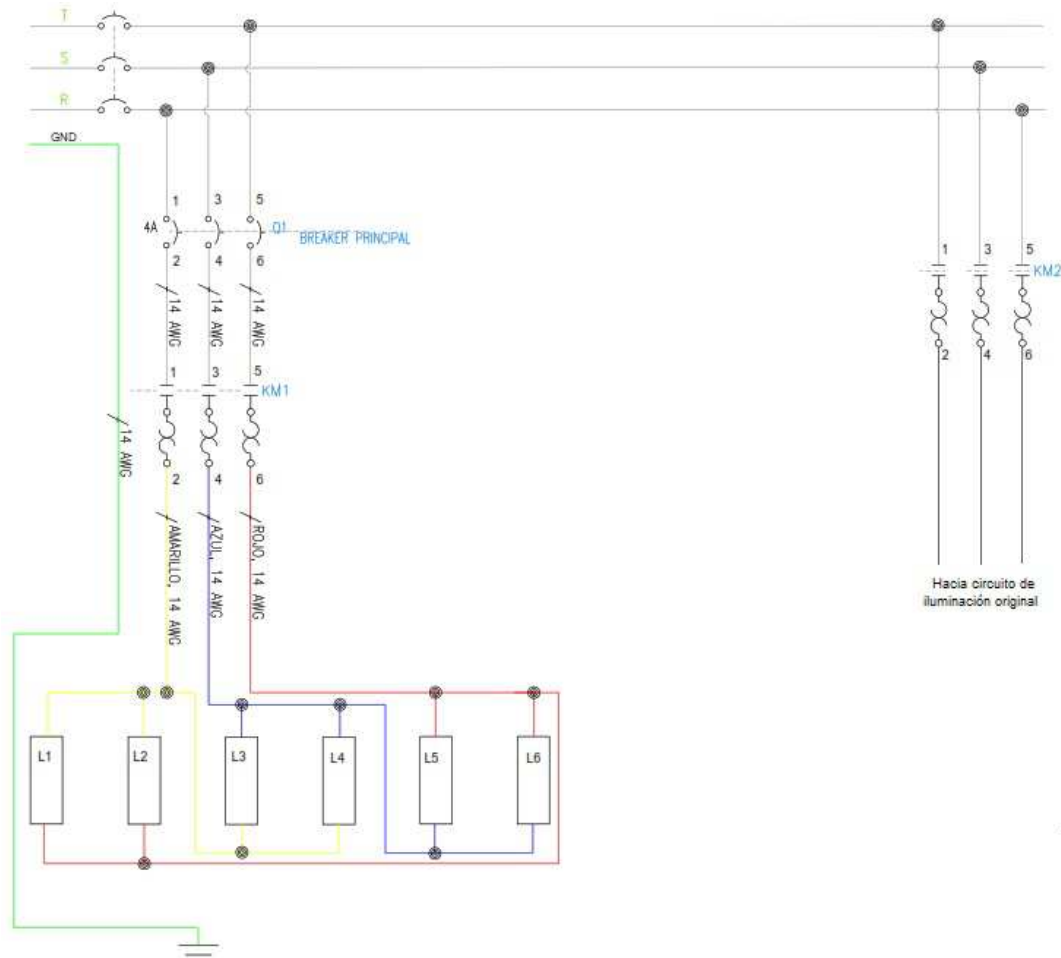 T
S
R
GND
1 3 5
4A
Q1
BREAKER PRINCIPAL
2 4 6
14 AWG
14 AWG
14 AWG
1 3 5
KM1
14 AWG
2 4 6
AMARILLO, 14 AWG
AZUL, 14 AWG
ROJO, 14 AWG
L1
L2
L3
L4
L5
L6
1 3 5
KM2
2 4 6
Hacia circuito de
iluminación original